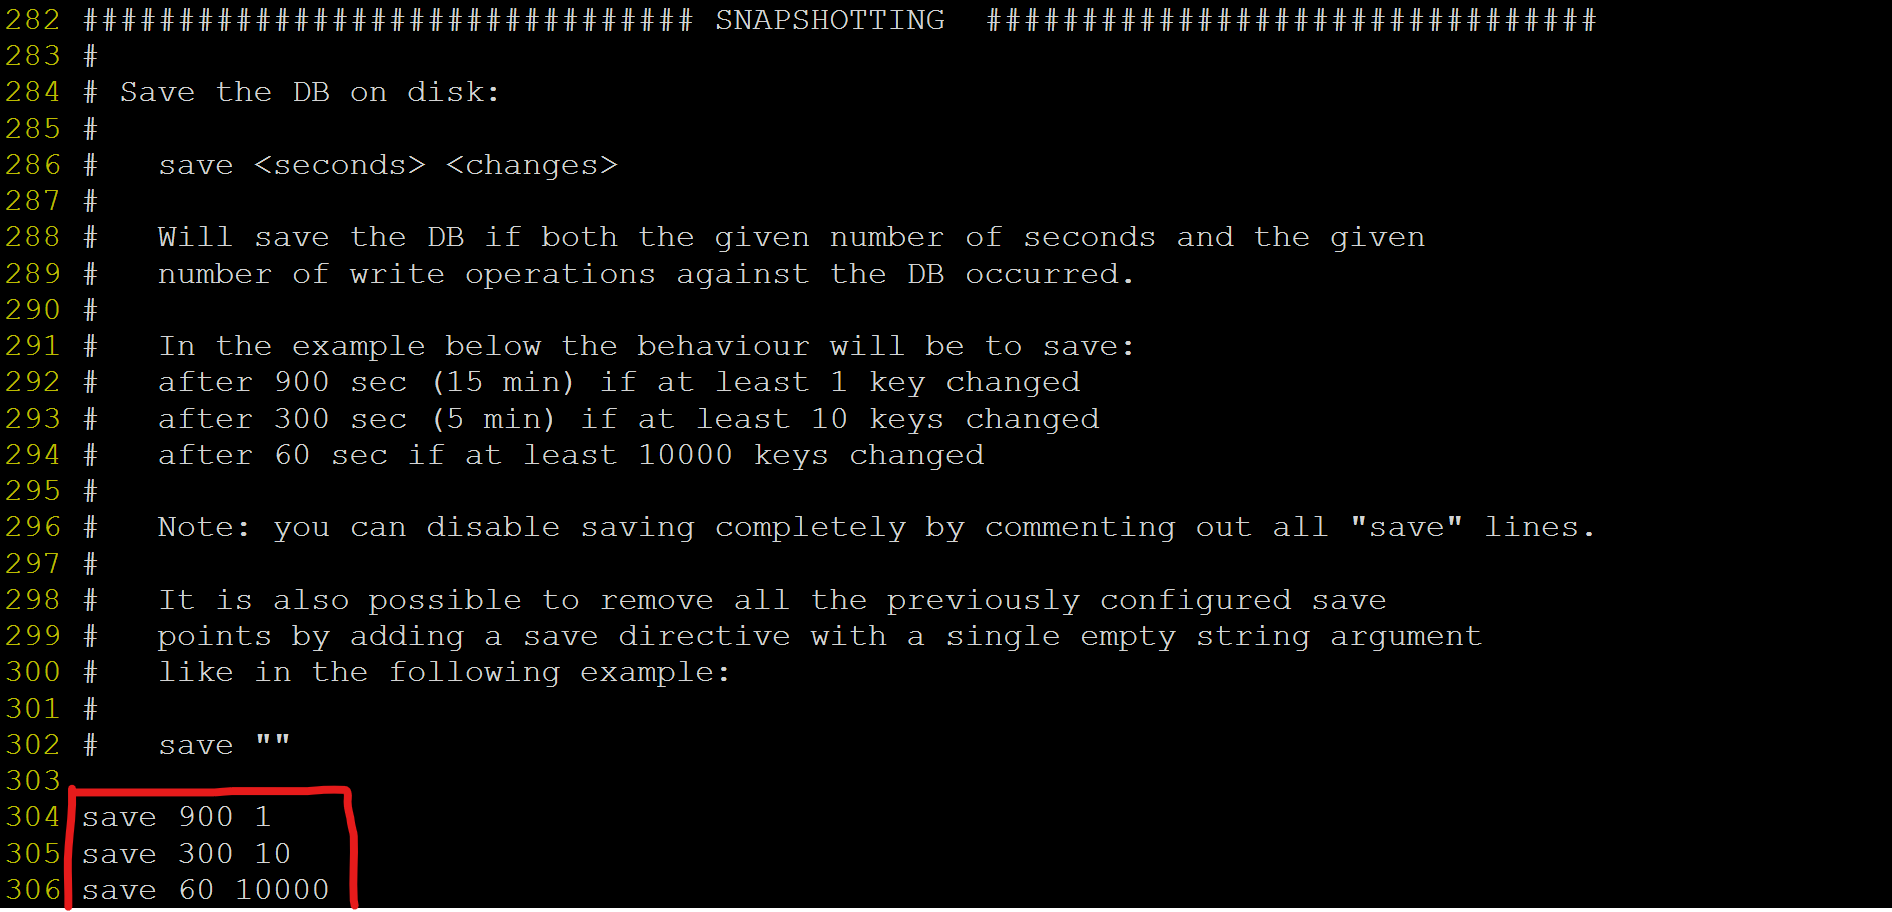 282 ################################ SNAPSHOTTING  ################################
283 #
284 # Save the DB on disk:
285 #
286 #   save <seconds> <changes>
287 #
288 #   Will save the DB if both the given number of seconds and the given
289 #   number of write operations against the DB occurred.
290 #
291 #   In the example below the behaviour will be to save:
292 #   after 900 sec (15 min) if at least 1 key changed
293 #   after 300 sec (5 min) if at least 10 keys changed
294 #   after 60 sec if at least 10000 keys changed
295 #
296 #   Note: you can disable saving completely by commenting out all "save" lines.
297 #
298 #   It is also possible to remove all the previously configured save
299 #   points by adding a save directive with a single empty string argument
300 #   like in the following example:
301 #
302 #   save ""
303
304 save 900 1
305 save 300 10
306 save 60 10000